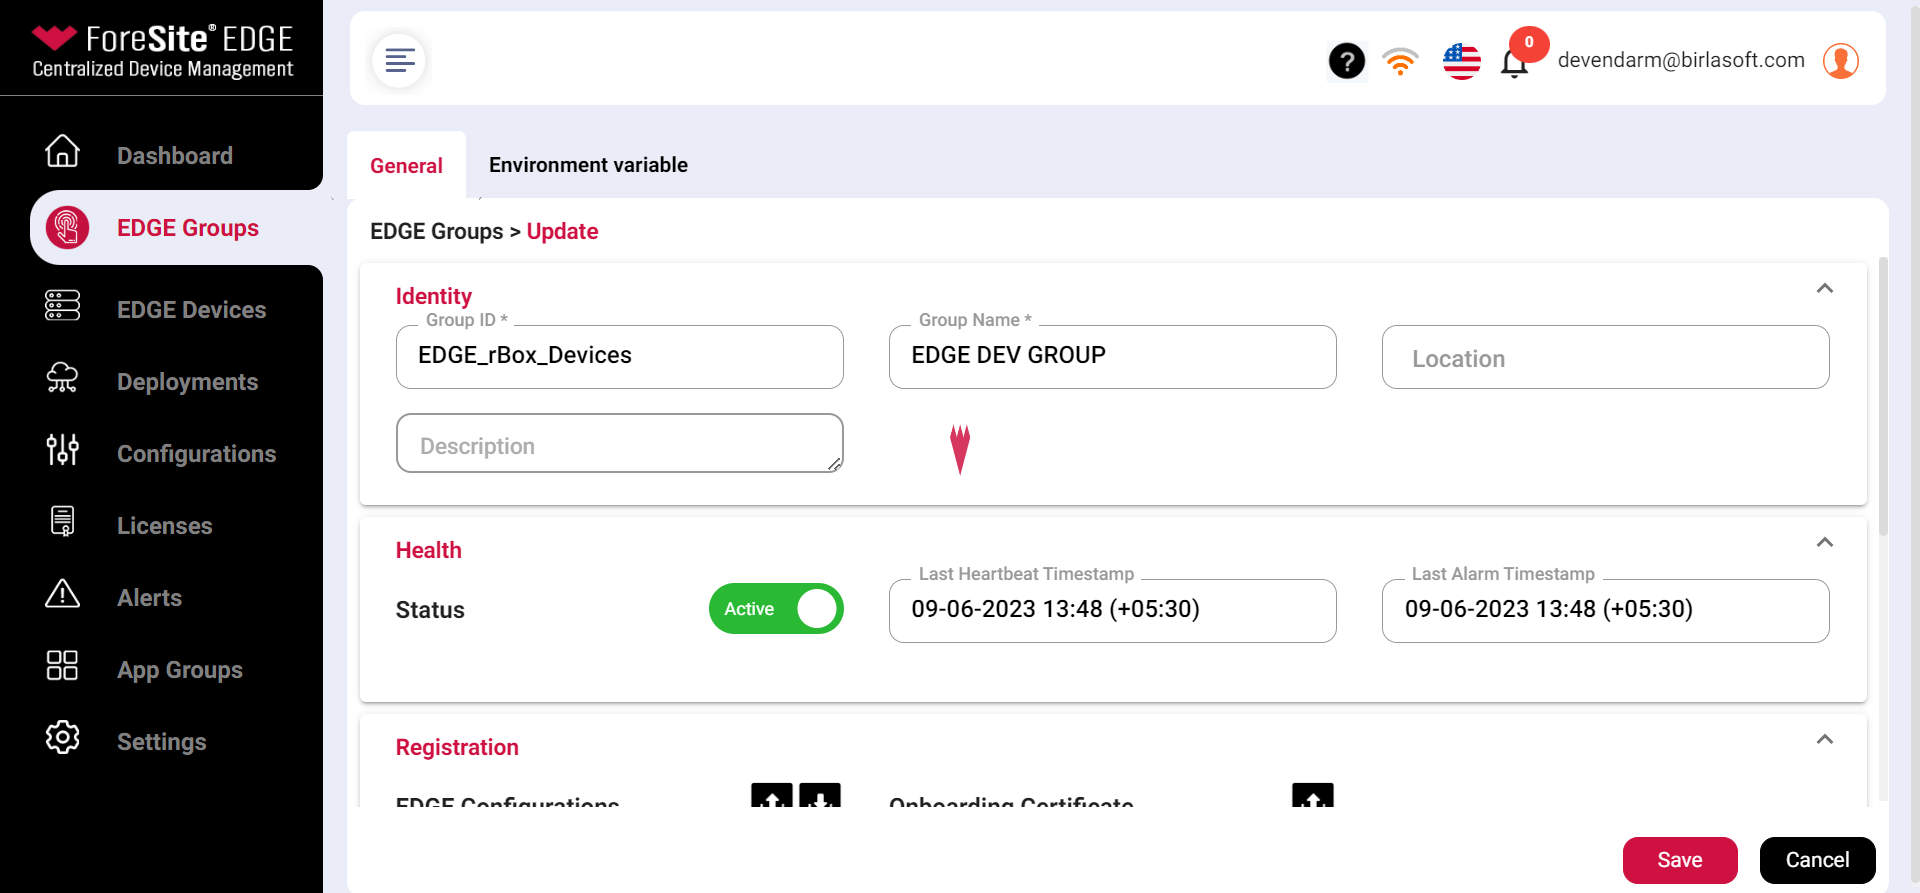 ForeSite® EDGE
Centralized Device Management
Dashboard
EDGE Groups
EDGE Devices
Deployments
Configurations
Licenses
Alerts
App Groups
Settings
?
0
devendarm@birlasoft.com
General
Environment variable
EDGE Groups > Update
Identity
Group ID *
EDGE_rBox_Devices
Group Name *
EDGE DEV GROUP
Location
Description
Health
Status
Active
Last Heartbeat Timestamp
09-06-2023 13:48 (+05:30)
Last Alarm Timestamp
09-06-2023 13:48 (+05:30)
Registration
EDGE Configurations
Onboarding Certificate
Save
Cancel